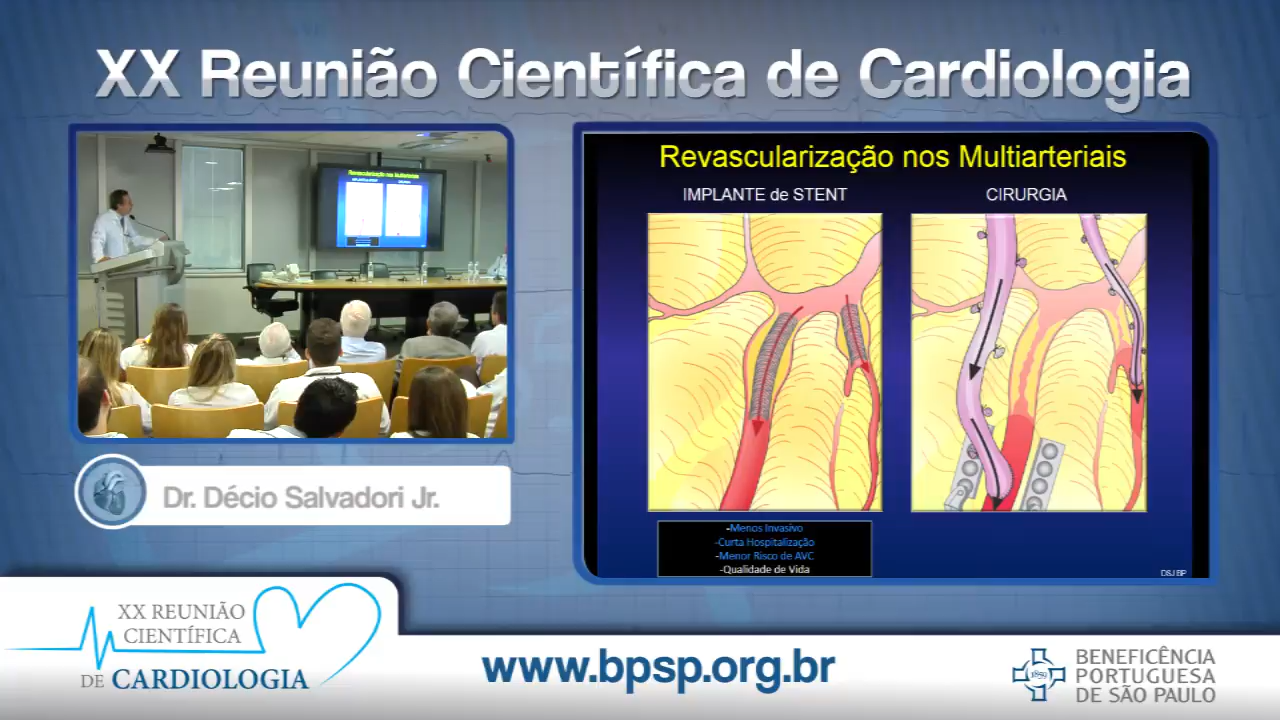 XX Reunião Científica de Cardiologia
Revascularização nos Multiarteriais
IMPLANTE de STENT
CIRURGIA
-Menos Invasivo
-Curta Hospitalização
-Menor Risco de AVC
-Qualidade de Vida
DSJ BP
Dr. Décio Salvadori Jr.
XX REUNIÃO
CIENTÍFICA
DE CARDIOLOGIA
www.bpsp.org.br
1859
BENEFICÊNCIA
PORTUGUESA
DE SÃO PAULO